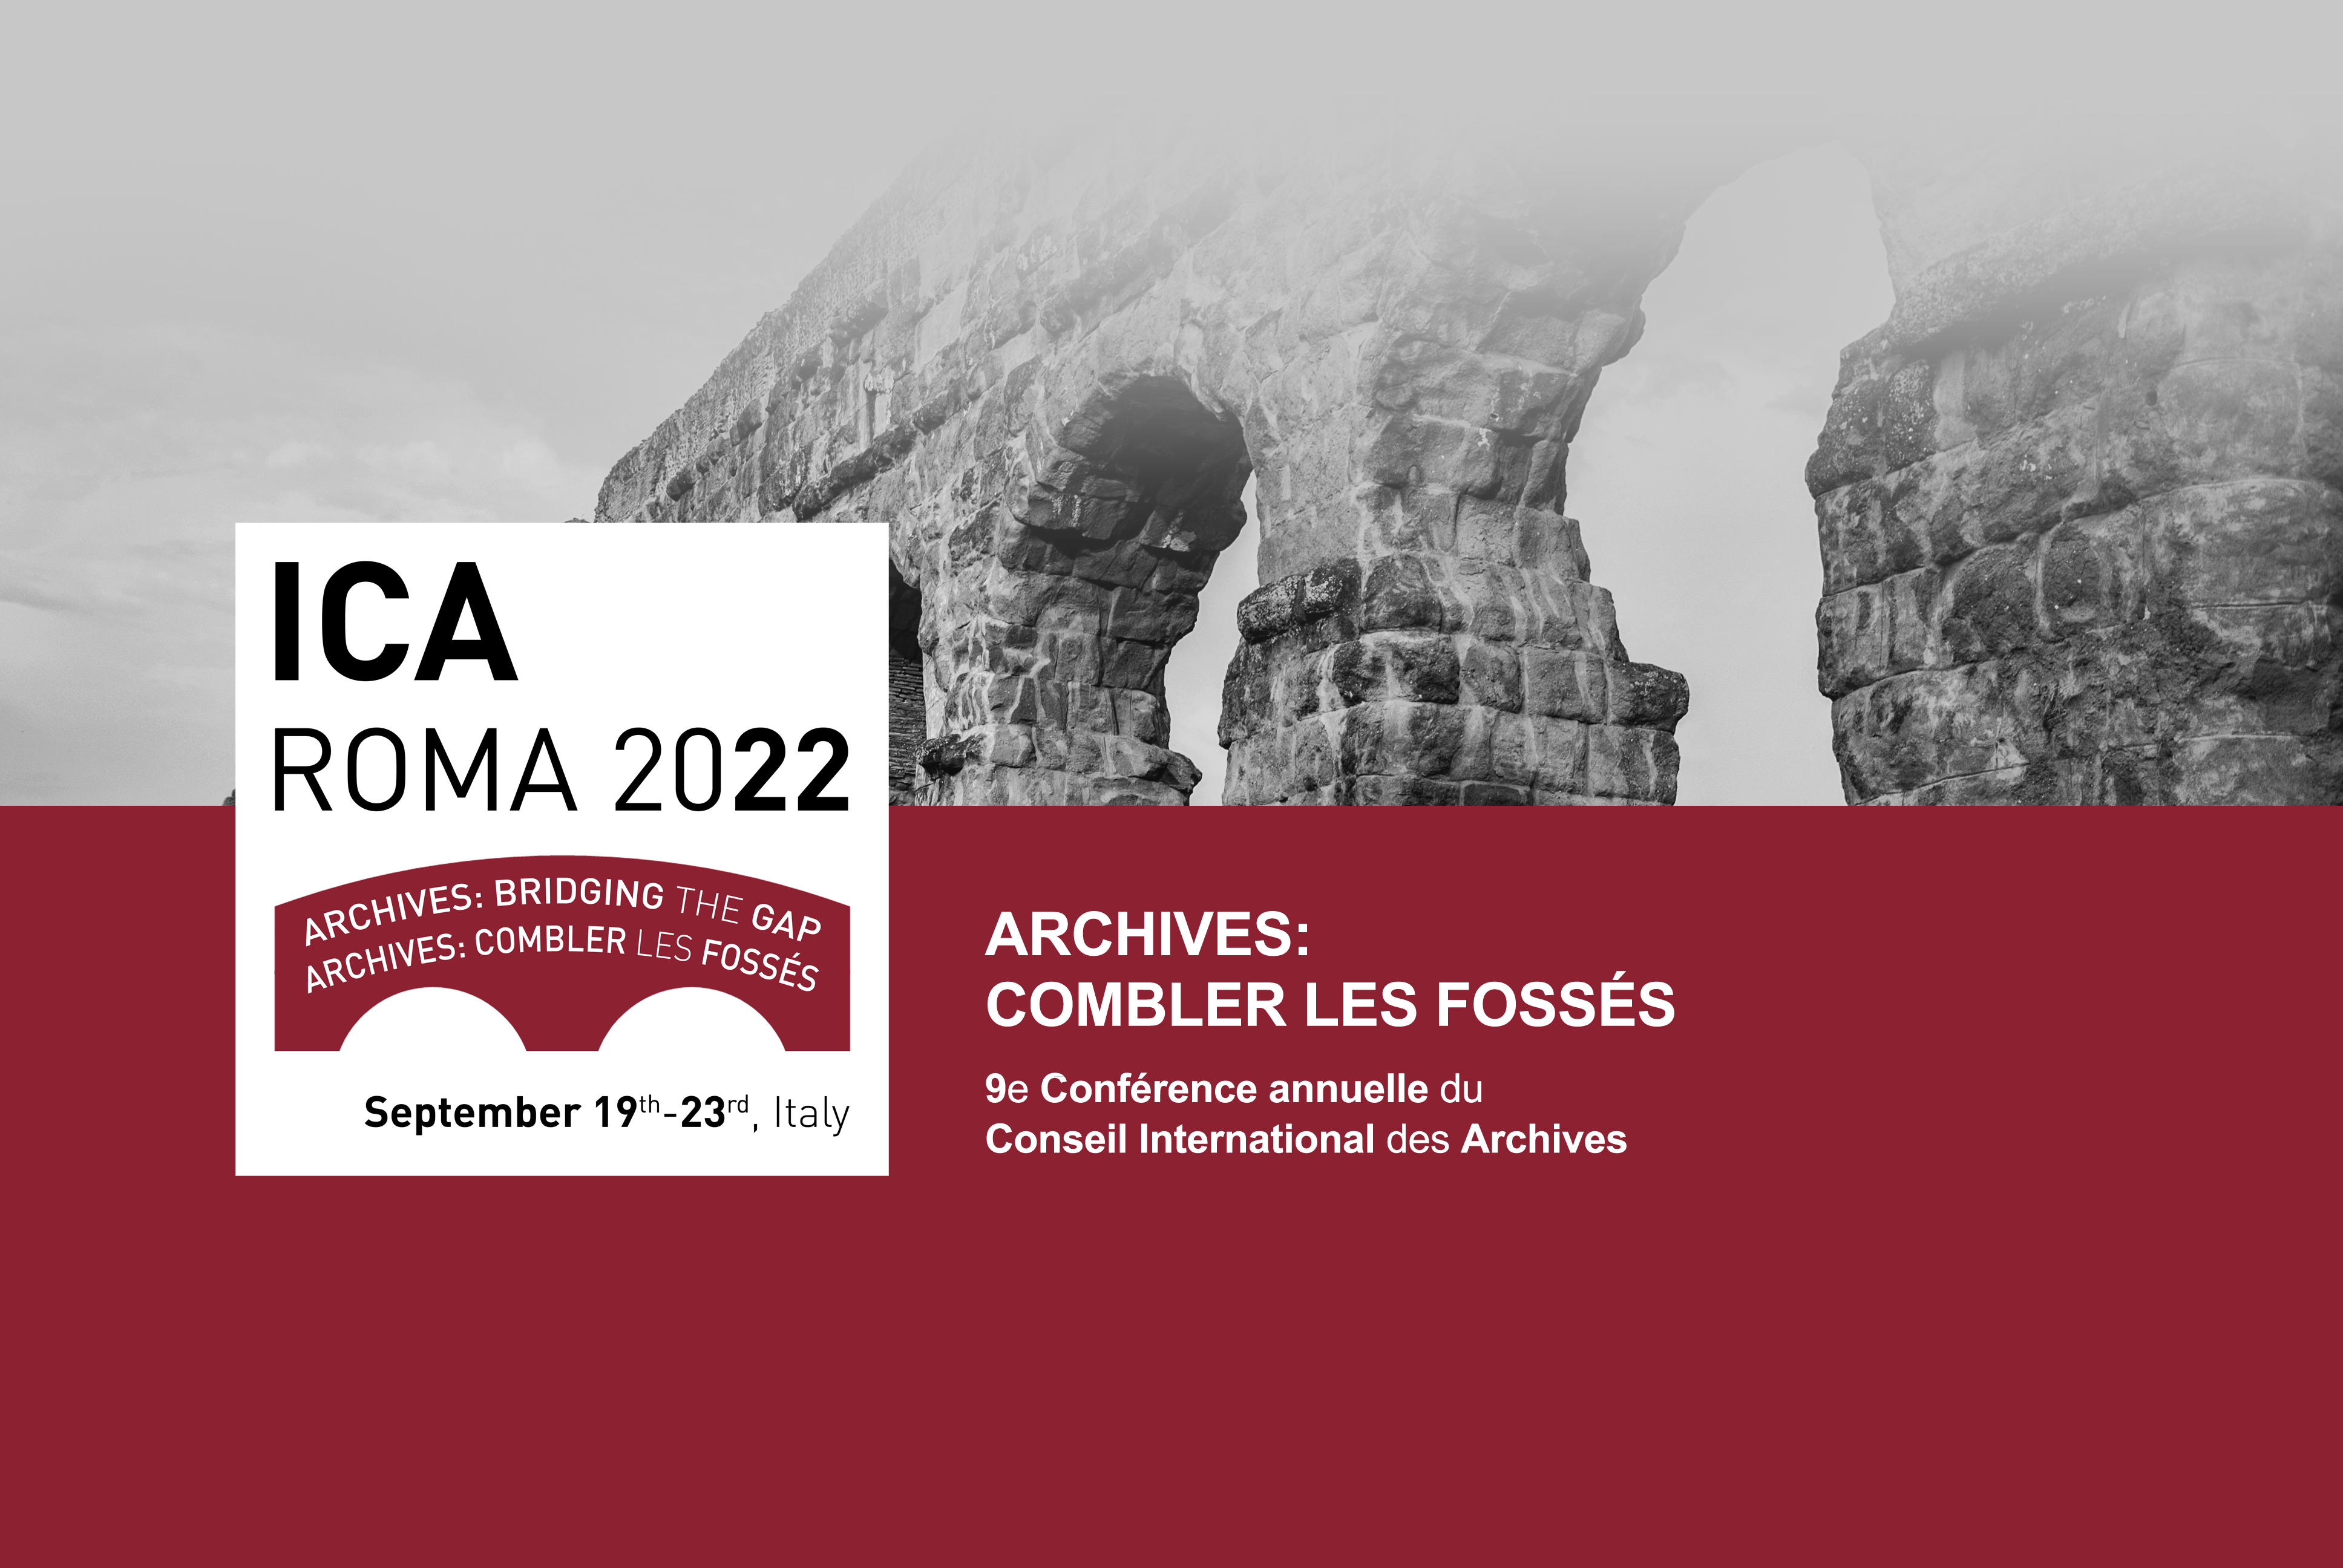 ICA
ROMA 2022
ARCHIVES: BRIDGING THE GAP
ARCHIVES: COMBLER LES FOSSÉS
September 19th-23rd, Italy
ARCHIVES:
COMBLER LES FOSSÉS
9e Conférence annuelle du
Conseil International des Archives